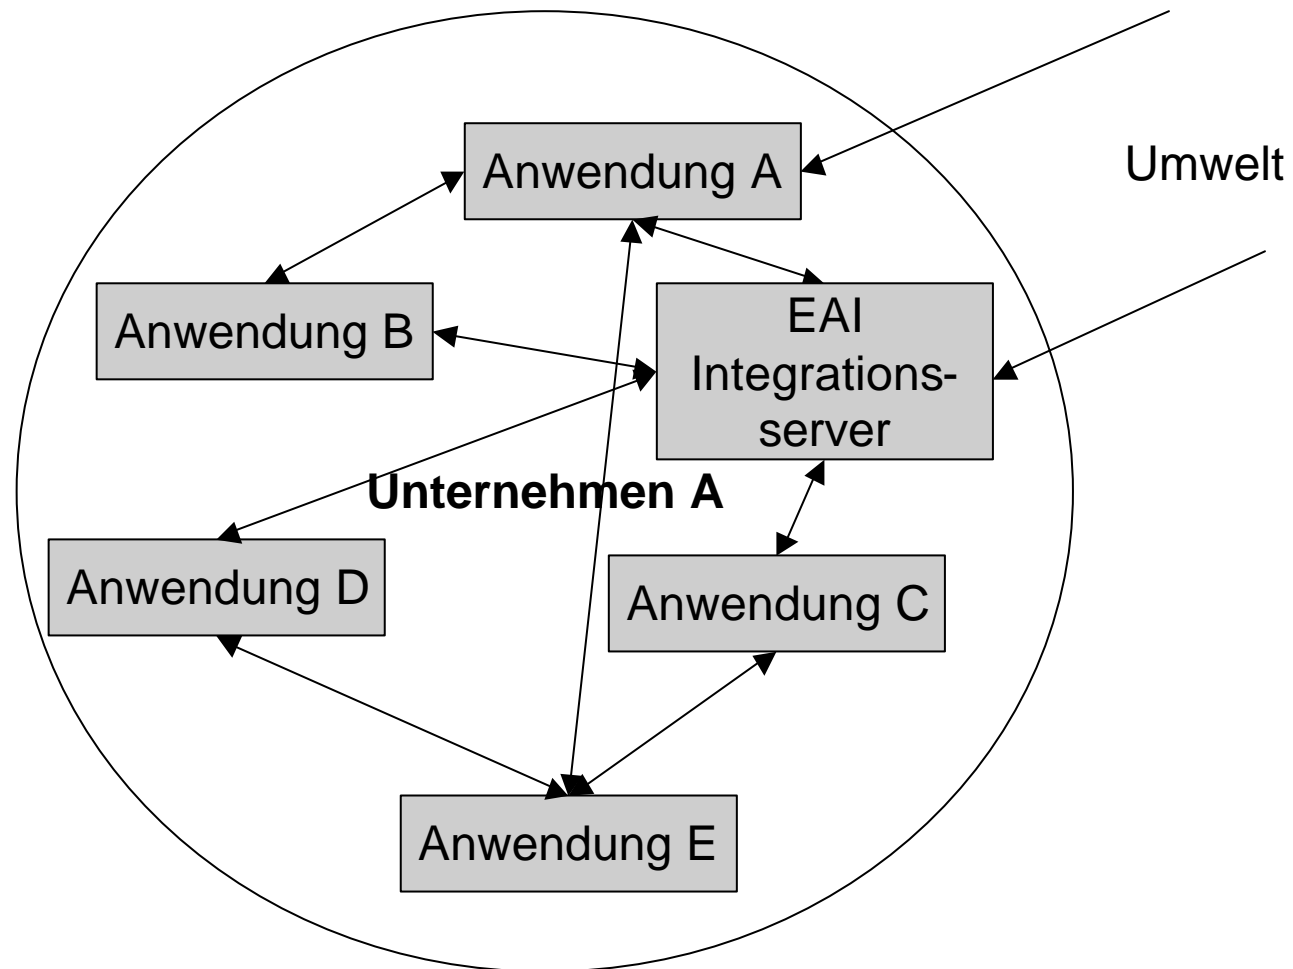 Anwendung A
Umwelt
Anwendung B
EAI
Integrations-
server
Unternehmen A
Anwendung D
Anwendung C
Anwendung E